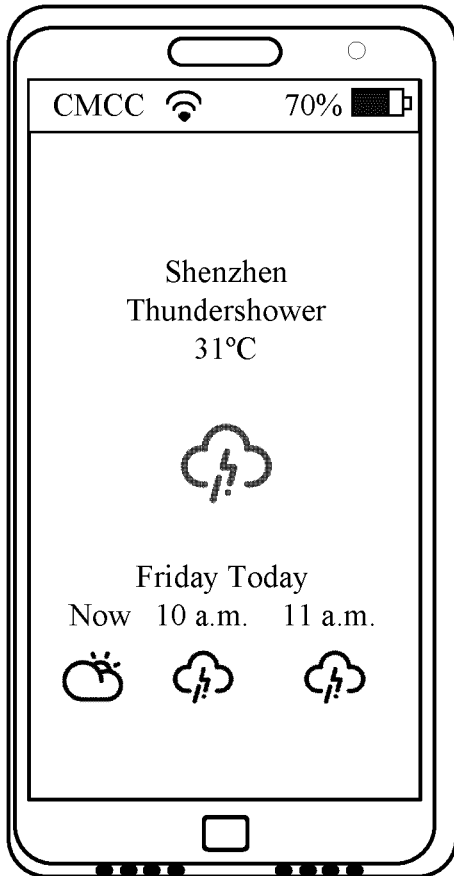 CMCC 70%
Shenzhen
Thundershower
31°C
Friday Today
Now 10 a.m. 11 a.m.